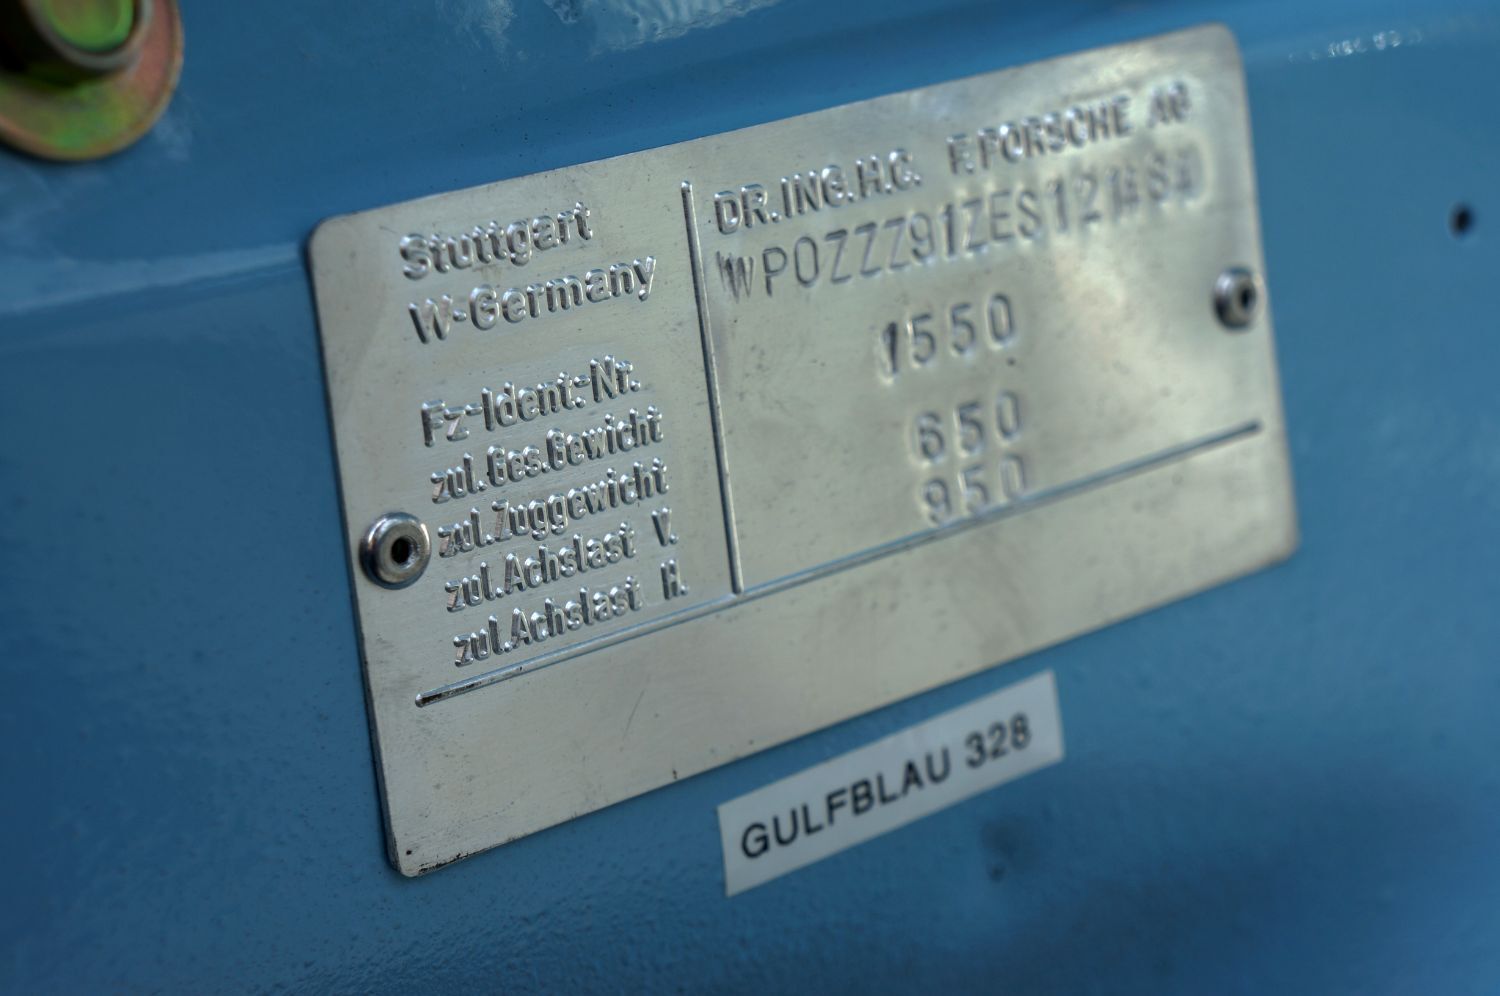 Stuttgart
W-Germany
DR.ING.H.C. F.PORSCHE AG
Fz-Ident.-Nr.
zul.Ges.Gewicht
zul.Zuggewicht
zul.Achslast V.
zul.Achslast H.
1550
650
950
GULFBLAU 328